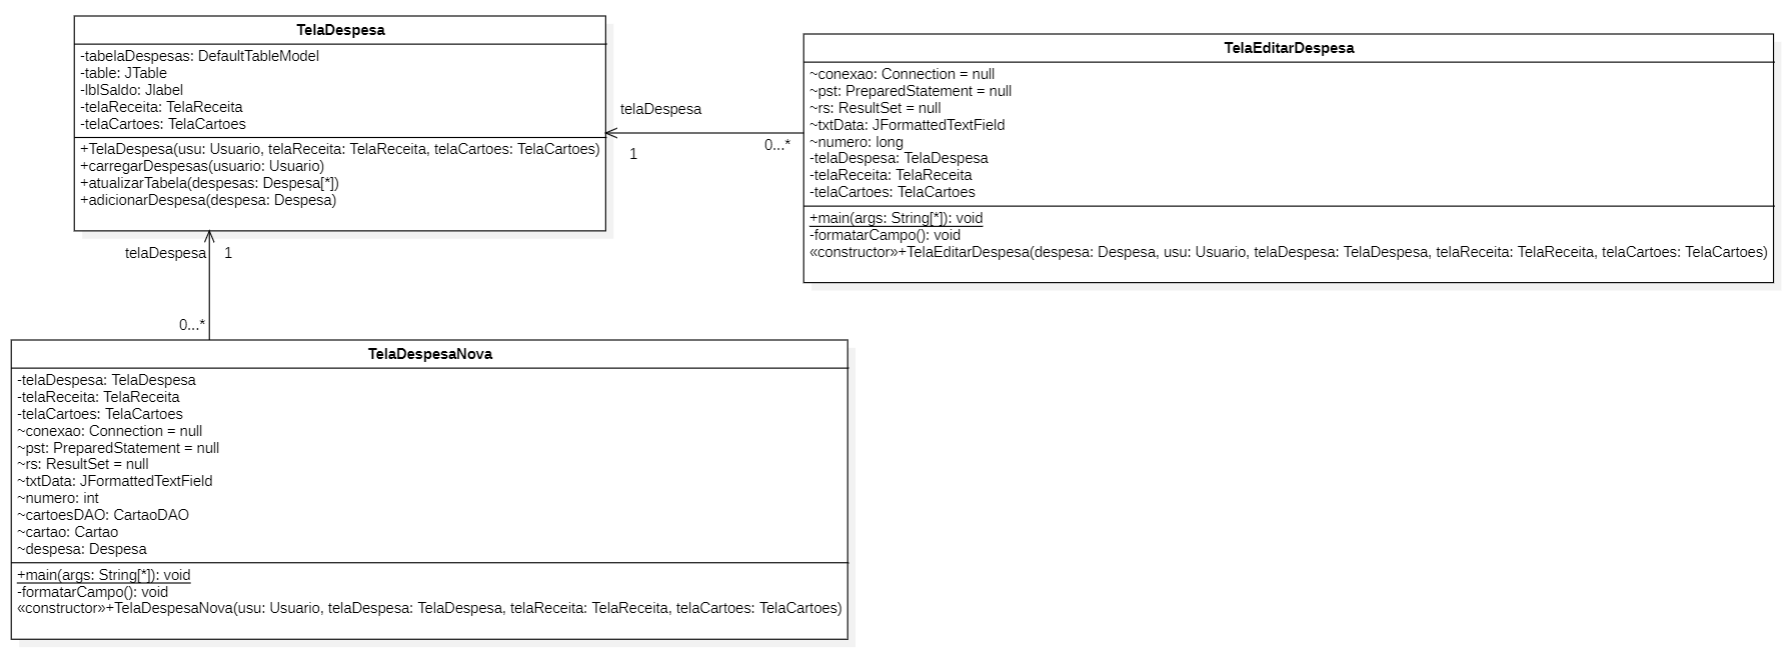 TelaDespesa
-tabelaDespesas: DefaultTableModel
-table: JTable
-lblSaldo: Jlabel
-telaReceita: TelaReceita
-telaCartoes: TelaCartoes
+TelaDespesa(usu: Usuario, telaReceita: TelaReceita, telaCartoes: TelaCartoes)
+carregarDespesas(usuario: Usuario)
+atualizarTabela(despesas: Despesa[*])
+adicionarDespesa(despesa: Despesa)
telaDespesa
1
0...*
TelaEditarDespesa
~conexao: Connection = null
~pst: PreparedStatement = null
~rs: ResultSet = null
~txtData: JFormattedTextField
~numero: long
-telaDespesa: TelaDespesa
-telaReceita: TelaReceita
-telaCartoes: TelaCartoes
+main(args: String[*]): void
-formatarCampo(): void
«constructor»+TelaEditarDespesa(despesa: Despesa, usu: Usuario, telaDespesa: TelaDespesa, telaReceita: TelaReceita, telaCartoes: TelaCartoes)
telaDespesa
1
0...*
TelaDespesaNova
-telaDespesa: TelaDespesa
-telaReceita: TelaReceita
-telaCartoes: TelaCartoes
~conexao: Connection = null
~pst: PreparedStatement = null
~rs: ResultSet = null
~txtData: JFormattedTextField
~numero: int
~cartoesDAO: CartaoDAO
~cartao: Cartao
~despesa: Despesa
+main(args: String[*]): void
-formatarCampo(): void
«constructor»+TelaDespesaNova(usu: Usuario, telaDespesa: TelaDespesa, telaReceita: TelaReceita, telaCartoes: TelaCartoes)